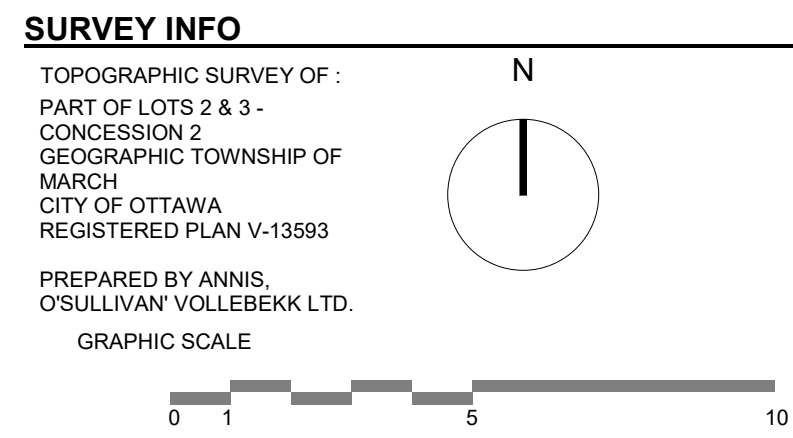 SURVEY INFO
TOPOGRAPHIC SURVEY OF :
N
PART OF LOTS 2 & 3 -
CONCESSION 2
GEOGRAPHIC TOWNSHIP OF
MARCH
CITY OF OTTAWA
REGISTERED PLAN V-13593
PREPARED BY ANNIS,
O'SULLIVAN' VOLLEBEKK LTD.
GRAPHIC SCALE
0 1 5 10